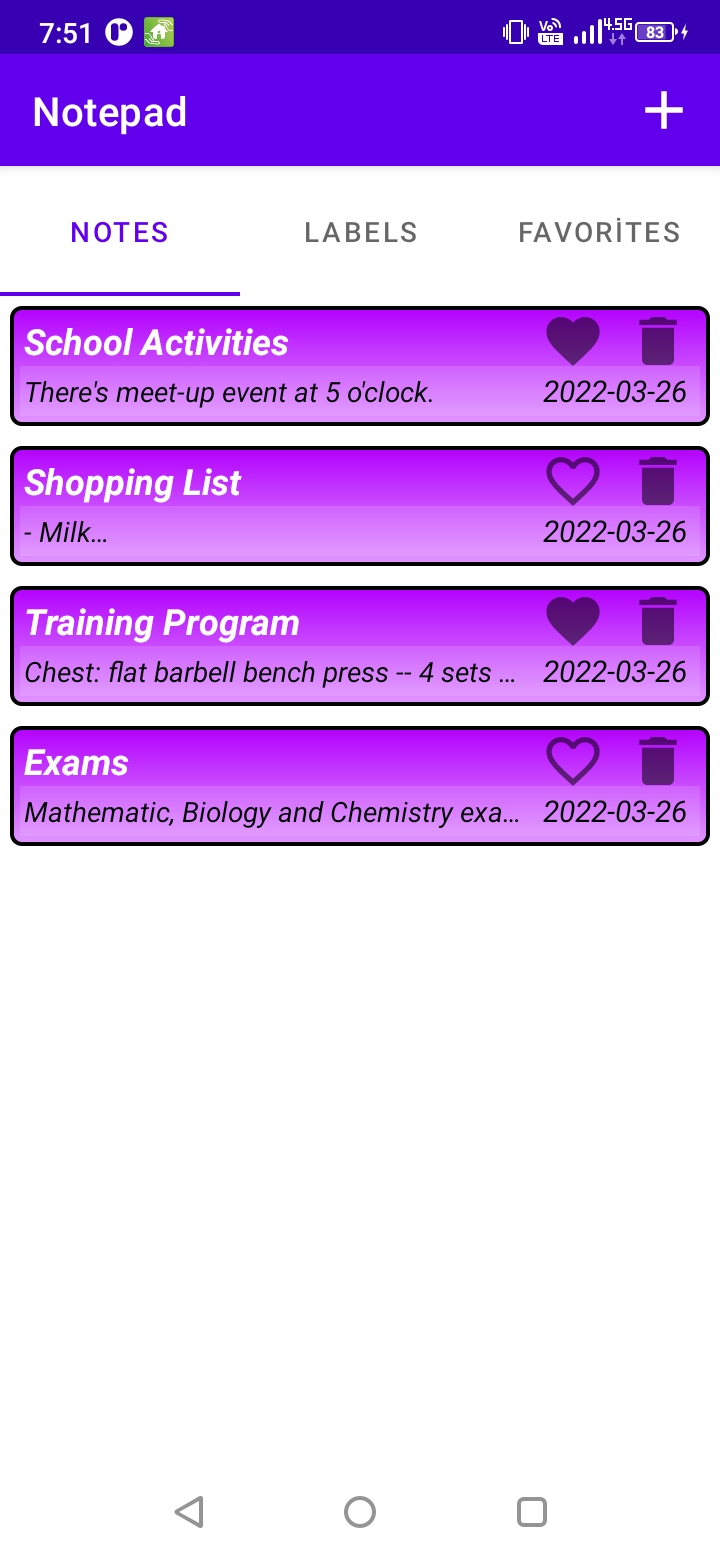 7:51 Vo LTE 4.5G 83
Notepad
NOTES LABELS FAVORİTES
School Activities
There's meet-up event at 5 o'clock. 2022-03-26
Shopping List
- Milk… 2022-03-26
Training Program
Chest: flat barbell bench press -- 4 sets … 2022-03-26
Exams
Mathematic, Biology and Chemistry exa… 2022-03-26